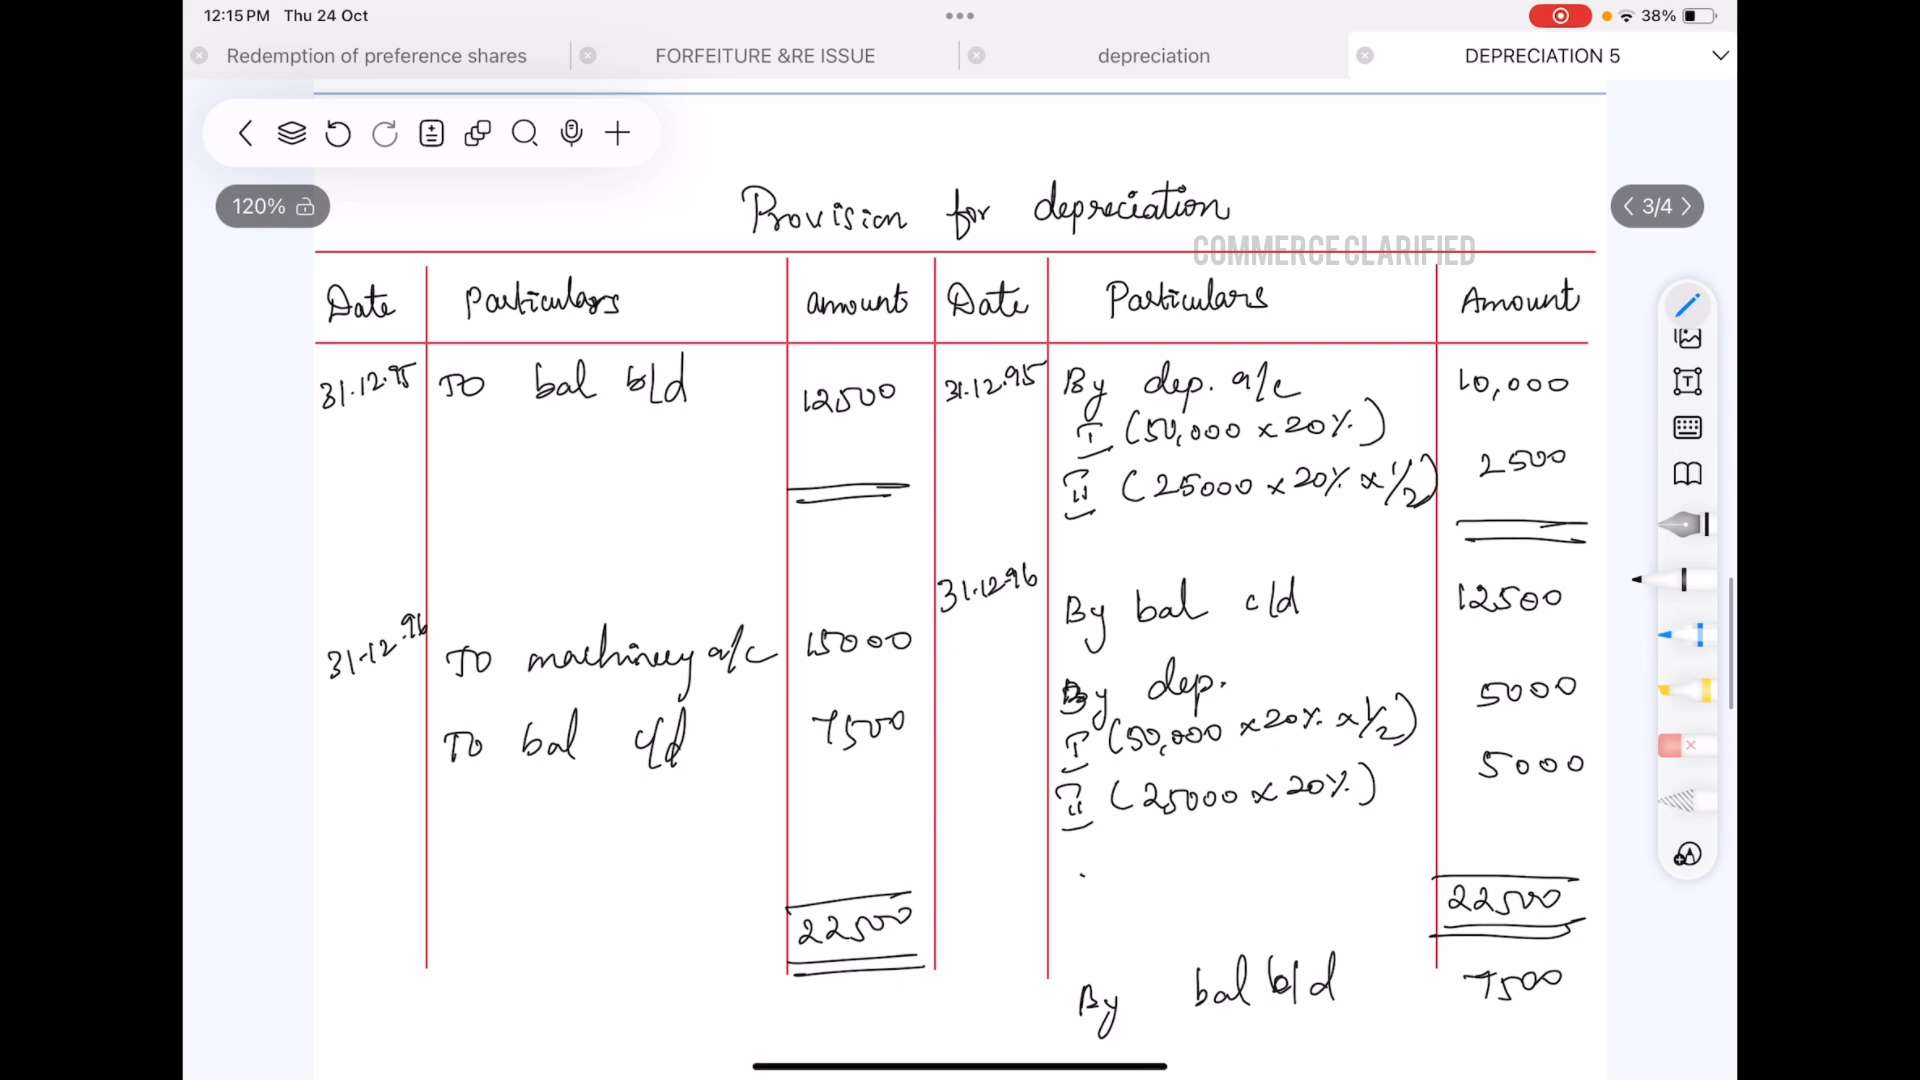 12:15 PM Thu 24 Oct
38%
Redemption of preference shares
FORFEITURE &RE ISSUE
depreciation
DEPRECIATION 5
120%
3/4
Provision for depreciation
COMMERCE CLARIFIED
Date Particulars amount Date Particulars Amount
31.12.95 To bal b/d 12500 31.12.95 By dep. a/c 10,000
I (50,000 x 20%)
II (25000 x 20% x 1/2) 2500
31.12.96 By bal c/d 12500
31.12.96 To machinery a/c 15000
By dep. 5000
To bal c/d 7500 I (50,000 x 20% x 1/2)
II (25000 x 20%) 5000
22500 22500
By bal b/d 7500